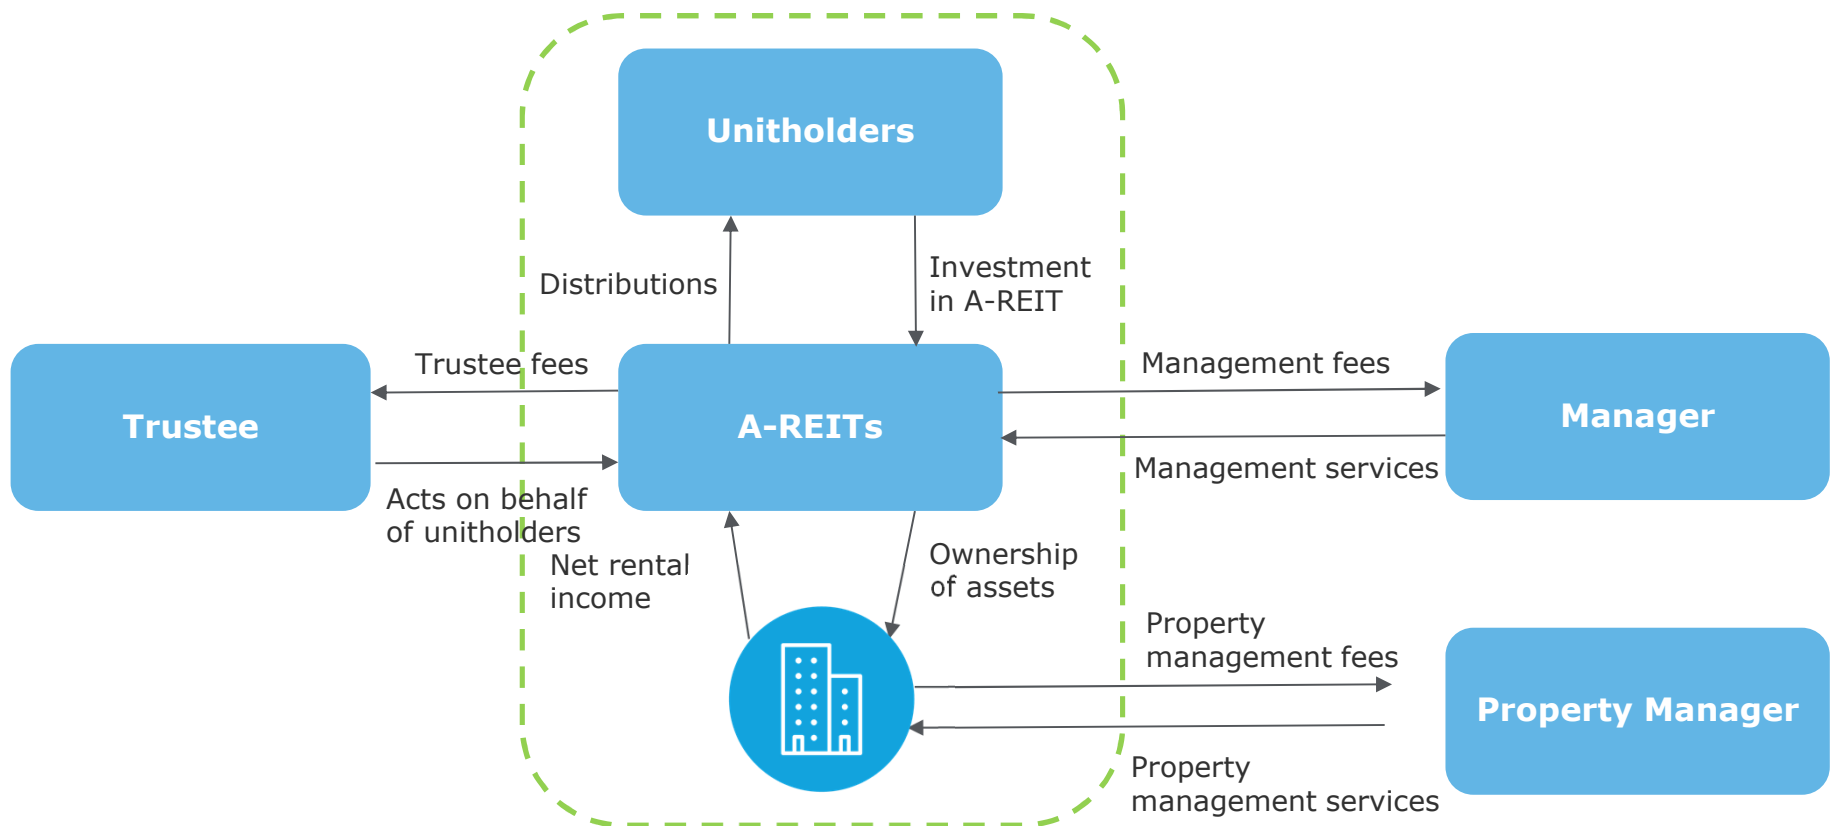 Unitholders
Distributions
Investment
in A-REIT
Trustee fees
Management fees
Trustee
A-REITs
Manager
Management services
Acts on behalf
of unitholders
Net rental
income
Ownership
of assets
Property
management fees
Property Manager
Property
management services